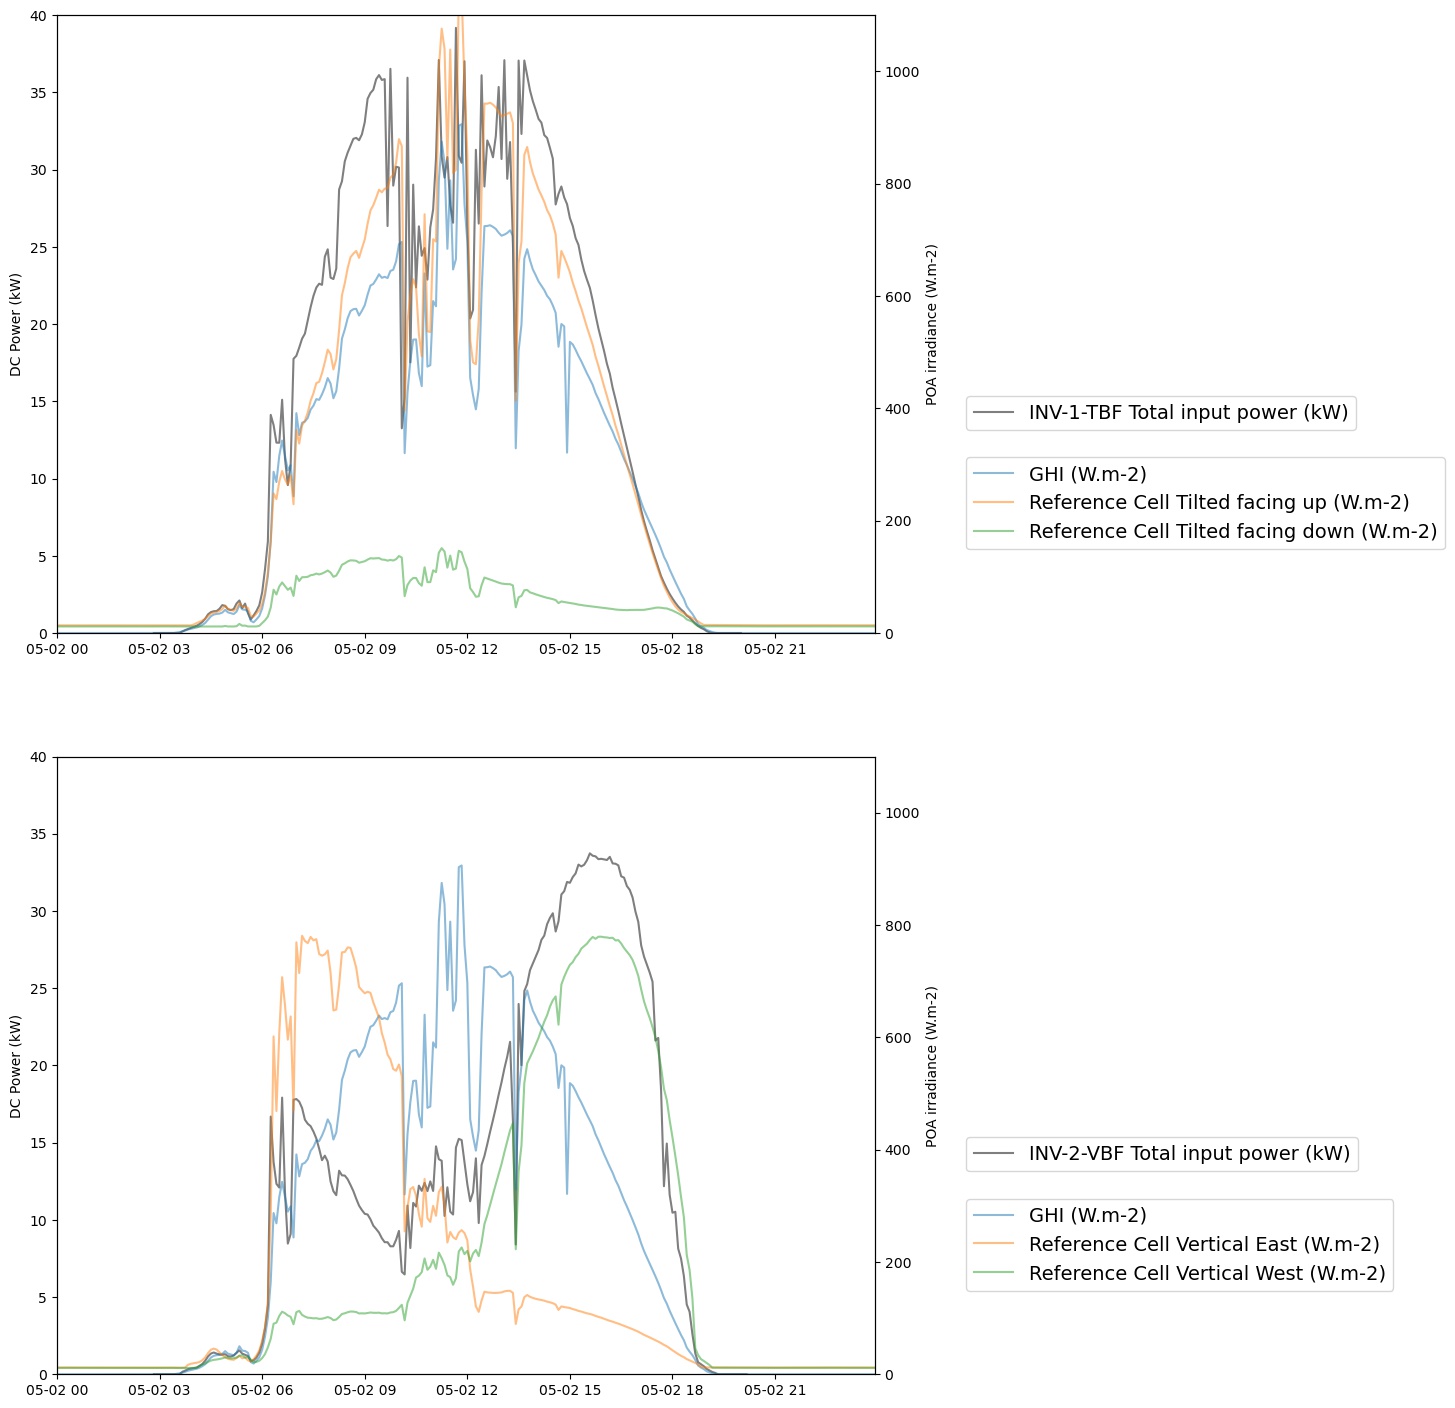 40
35
30
25
20
15
10
5
0
DC Power (kW)
1000
800
600
400
200
0
POA irradiance (W.m-2)
05-02 00 05-02 03 05-02 06 05-02 09 05-02 12 05-02 15 05-02 18 05-02 21
INV-1-TBF Total input power (kW)
GHI (W.m-2)
Reference Cell Tilted facing up (W.m-2)
Reference Cell Tilted facing down (W.m-2)
40
35
30
25
20
15
10
5
0
DC Power (kW)
1000
800
600
400
200
0
POA irradiance (W.m-2)
05-02 00 05-02 03 05-02 06 05-02 09 05-02 12 05-02 15 05-02 18 05-02 21
INV-2-VBF Total input power (kW)
GHI (W.m-2)
Reference Cell Vertical East (W.m-2)
Reference Cell Vertical West (W.m-2)